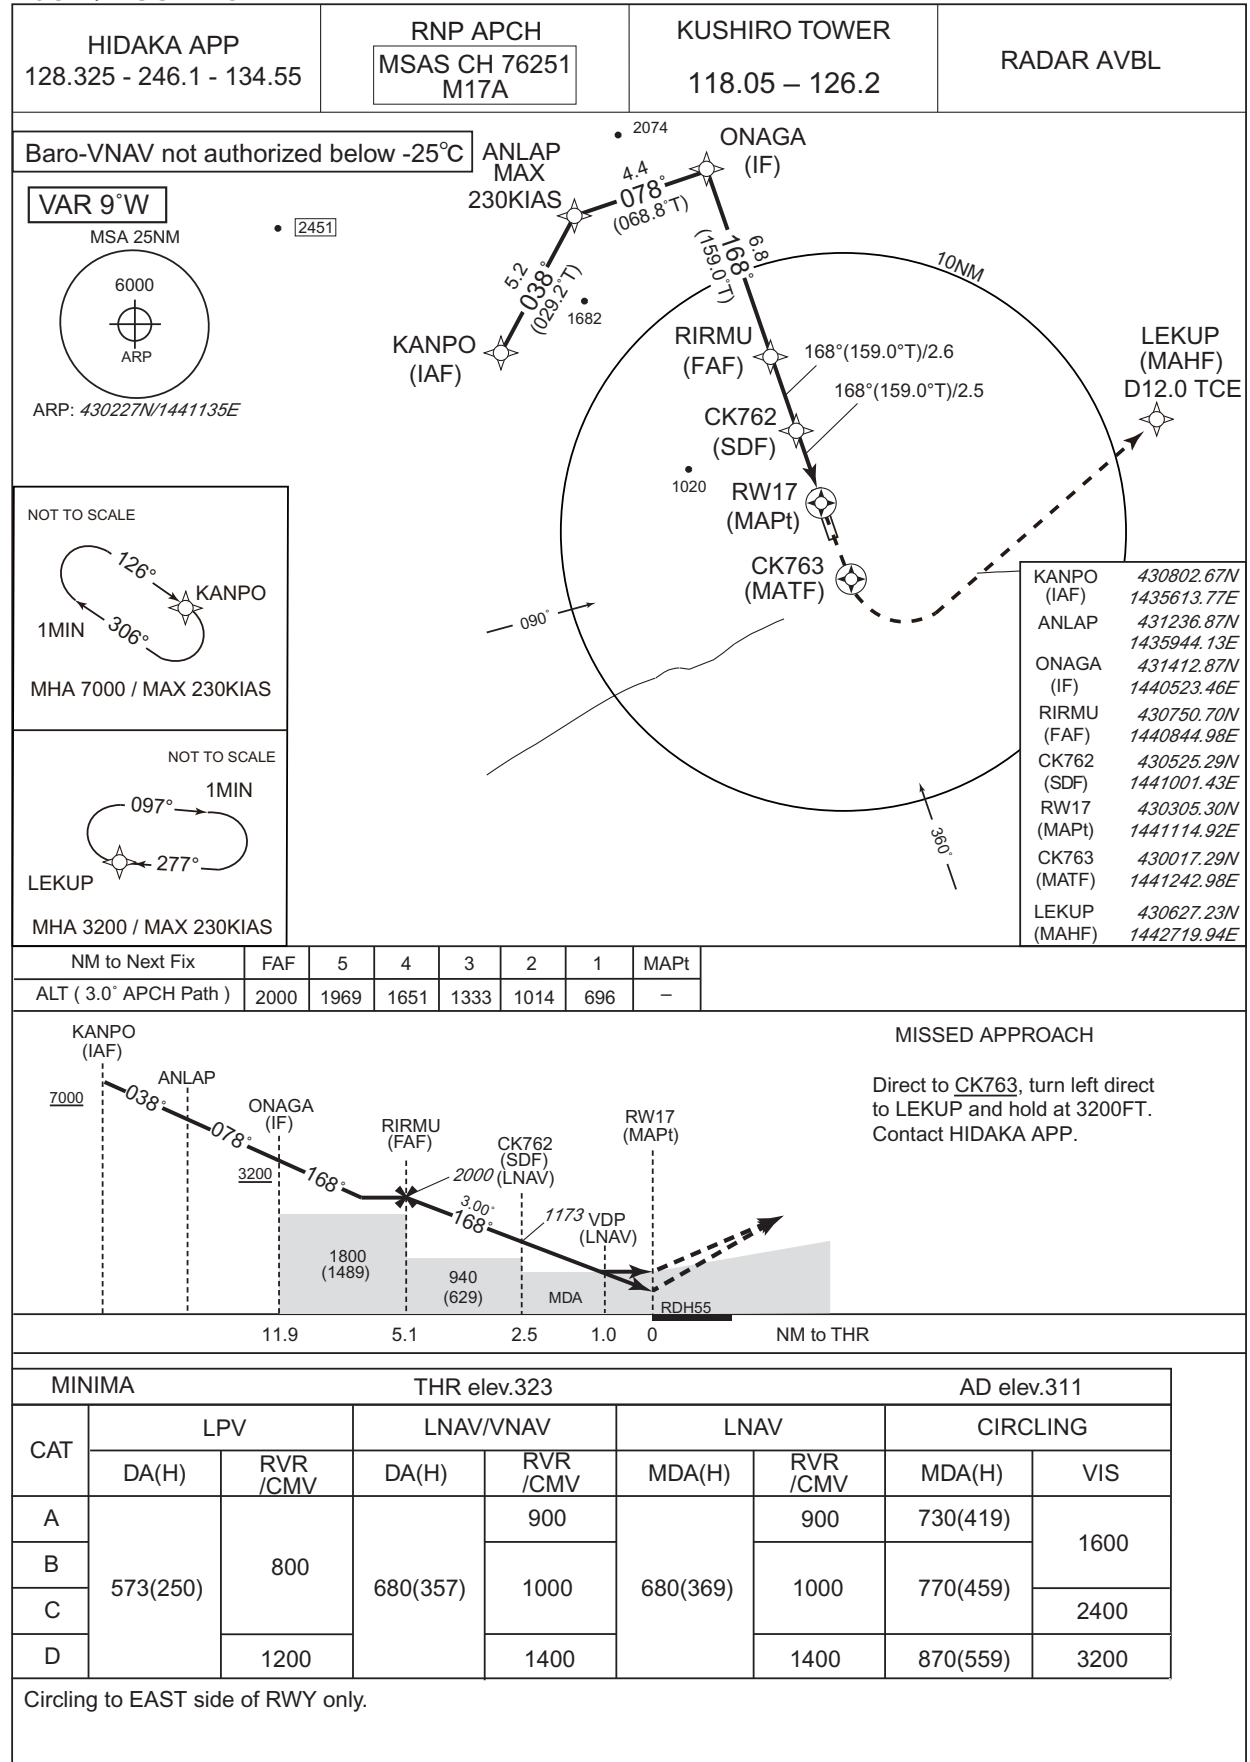 HIDAKA APP
128.325 - 246.1 - 134.55
RNP APCH
MSAS CH 76251
M17A
KUSHIRO TOWER
118.05 – 126.2
RADAR AVBL
Baro-VNAV not authorized below -25°C
VAR 9°W
MSA 25NM
6000
ARP
ARP: 430227N/1441135E
2451
2074
1682
1020
ANLAP
MAX
230KIAS
ONAGA
(IF)
4.4
078°
(068.8°T)
5.2
038°
(029.2°T)
KANPO
(IAF)
6.8
168°
(159.0°T)
10NM
RIRMU
(FAF)
168°(159.0°T)/2.6
168°(159.0°T)/2.5
CK762
(SDF)
RW17
(MAPt)
CK763
(MATF)
LEKUP
(MAHF)
D12.0 TCE
090°
360°
NOT TO SCALE
126°
KANPO
1MIN
306°
MHA 7000 / MAX 230KIAS
NOT TO SCALE
1MIN
097°
277°
LEKUP
MHA 3200 / MAX 230KIAS
KANPO 430802.67N
(IAF) 1435613.77E
ANLAP 431236.87N
1435944.13E
ONAGA 431412.87N
(IF) 1440523.46E
RIRMU 430750.70N
(FAF) 1440844.98E
CK762 430525.29N
(SDF) 1441001.43E
RW17 430305.30N
(MAPt) 1441114.92E
CK763 430017.29N
(MATF) 1441242.98E
LEKUP 430627.23N
(MAHF) 1442719.94E
NM to Next Fix FAF 5 4 3 2 1 MAPt
ALT ( 3.0° APCH Path ) 2000 1969 1651 1333 1014 696 –
KANPO
(IAF)
7000
038°
ANLAP
078°
ONAGA
(IF)
3200
168°
RIRMU
(FAF)
2000
CK762
(SDF)
(LNAV)
3.00°
168°
1173
VDP
(LNAV)
RW17
(MAPt)
1800
(1489)
940
(629)
MDA
RDH55
11.9 5.1 2.5 1.0 0 NM to THR
MISSED APPROACH
Direct to CK763, turn left direct
to LEKUP and hold at 3200FT.
Contact HIDAKA APP.
MINIMA THR elev.323 AD elev.311
CAT LPV LNAV/VNAV LNAV CIRCLING
DA(H) RVR /CMV DA(H) RVR /CMV MDA(H) RVR /CMV MDA(H) VIS
A 900 900 730(419)
1600
B
573(250) 800 680(357) 1000 680(369) 1000 770(459)
C 2400
D 1200 1400 1400 870(559) 3200
Circling to EAST side of RWY only.